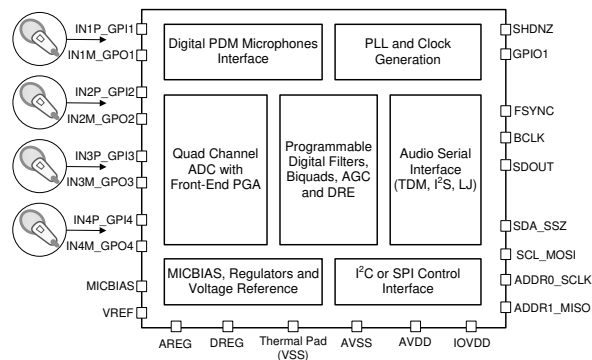 IN1P_GPI1
IN1M_GPO1
IN2P_GPI2
IN2M_GPO2
IN3P_GPI3
IN3M_GPO3
IN4P_GPI4
IN4M_GPO4
MICBIAS
VREF
Digital PDM Microphones
Interface
PLL and Clock
Generation
Quad Channel
ADC with
Front-End PGA
Programmable
Digital Filters,
Biquads, AGC
and DRE
Audio Serial
Interface
(TDM, I²S, LJ)
MICBIAS, Regulators and
Voltage Reference
I²C or SPI Control
Interface
SHDNZ
GPIO1
FSYNC
BCLK
SDOUT
SDA_SSZ
SCL_MOSI
ADDR0_SCLK
ADDR1_MISO
AREG
DREG
Thermal Pad
(VSS)
AVSS
AVDD
IOVDD